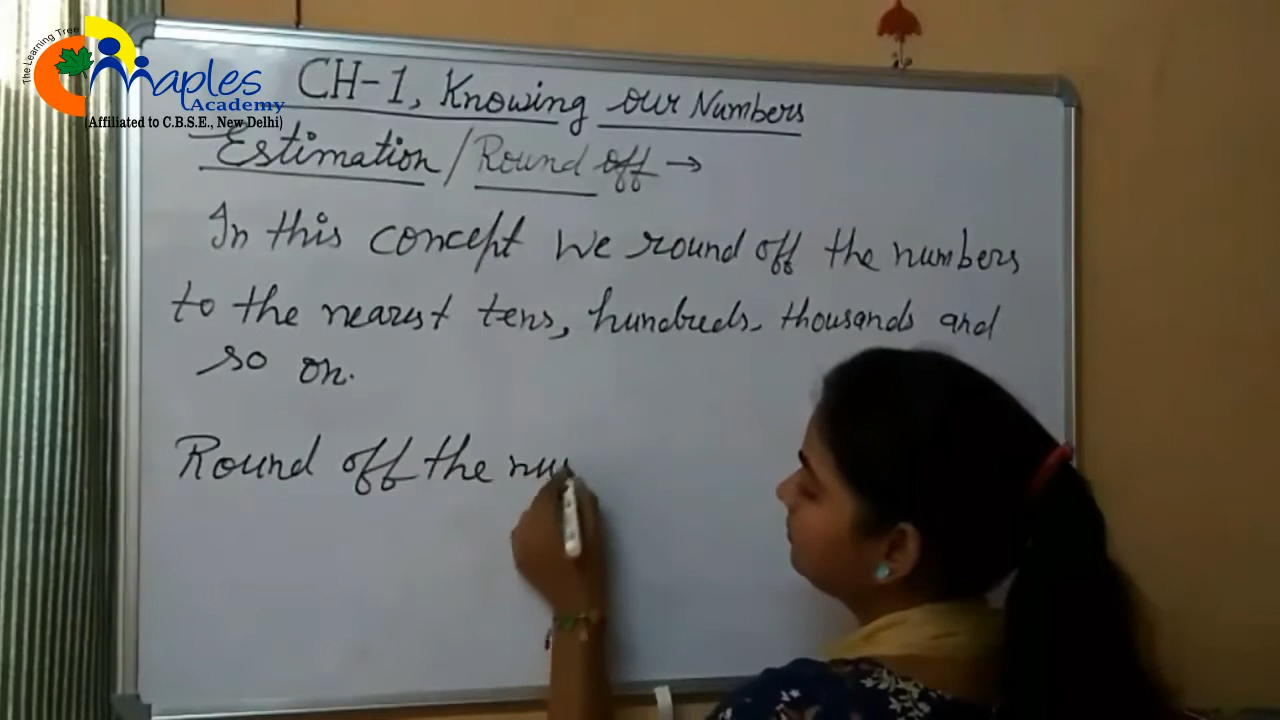 The Learning Tree
Maples
Academy
(Affiliated to C.B.S.E., New Delhi)
CH-1, Knowing our Numbers
Estimation / Round off →
In this concept we round off the numbers
to the nearest tens, hundreds, thousands and
so on.
Round off the nu